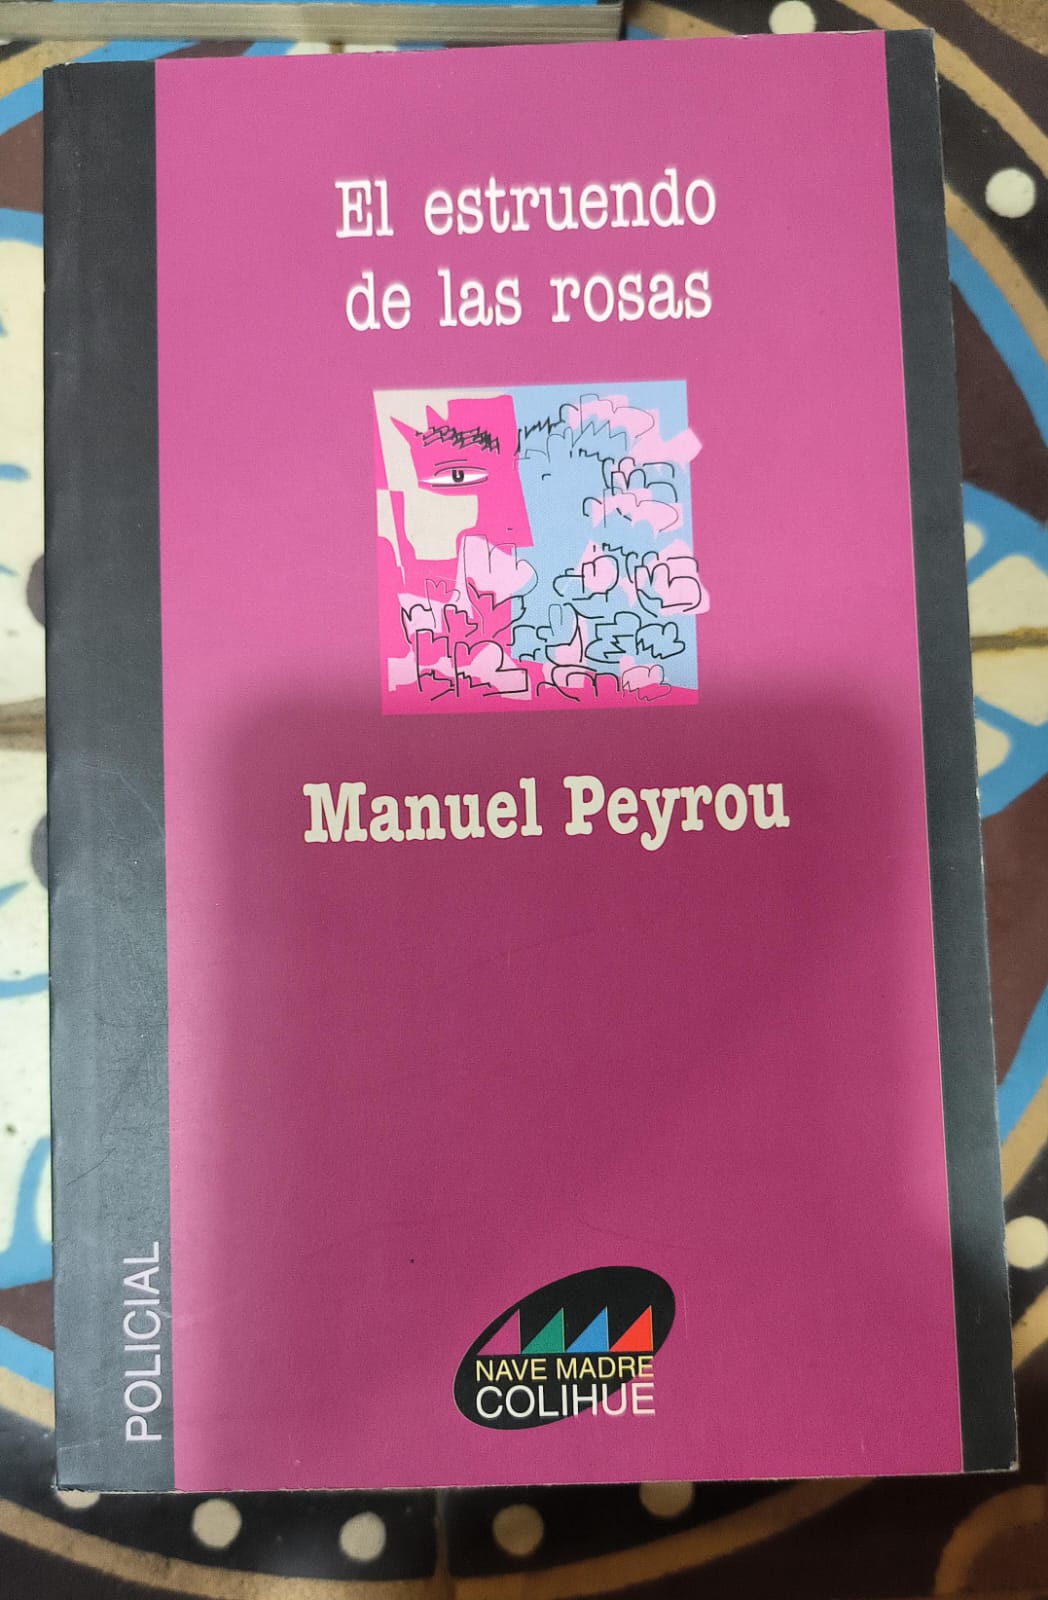 El estruendo
de las rosas
Manuel Peyrou
POLICIAL
NAVE MADRE
COLIHUE